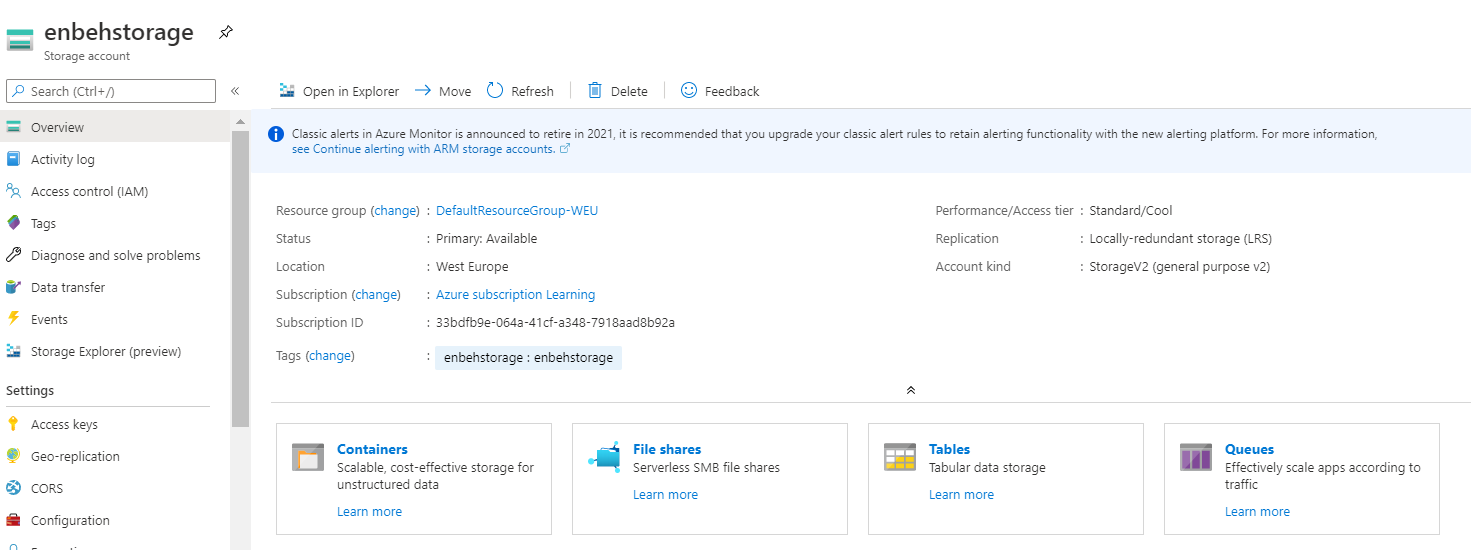 enbehstorage
Storage account
Search (Ctrl+/)
«
Overview
Activity log
Access control (IAM)
Tags
Diagnose and solve problems
Data transfer
Events
Storage Explorer (preview)
Settings
Access keys
Geo-replication
CORS
Configuration
Open in Explorer Move Refresh Delete Feedback
Classic alerts in Azure Monitor is announced to retire in 2021, it is recommended that you upgrade your classic alert rules to retain alerting functionality with the new alerting platform. For more information,
see Continue alerting with ARM storage accounts.
Resource group (change) : DefaultResourceGroup-WEU
Status : Primary: Available
Location : West Europe
Subscription (change) : Azure subscription Learning
Subscription ID : 33bdfb9e-064a-41cf-a348-7918aad8b92a
Tags (change) : enbehstorage : enbehstorage
Performance/Access tier : Standard/Cool
Replication : Locally-redundant storage (LRS)
Account kind : StorageV2 (general purpose v2)
Containers
Scalable, cost-effective storage for
unstructured data
Learn more
File shares
Serverless SMB file shares
Learn more
Tables
Tabular data storage
Learn more
Queues
Effectively scale apps according to
traffic
Learn more